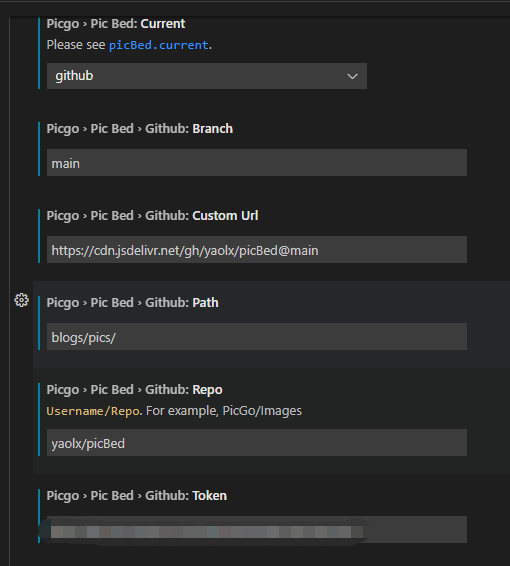 Picgo › Pic Bed: Current
Please see picBed.current.
github
Picgo › Pic Bed › Github: Branch
main
Picgo › Pic Bed › Github: Custom Url
https://cdn.jsdelivr.net/gh/yaolx/picBed@main
Picgo › Pic Bed › Github: Path
blogs/pics/
Picgo › Pic Bed › Github: Repo
Username/Repo. For example, PicGo/Images
yaolx/picBed
Picgo › Pic Bed › Github: Token